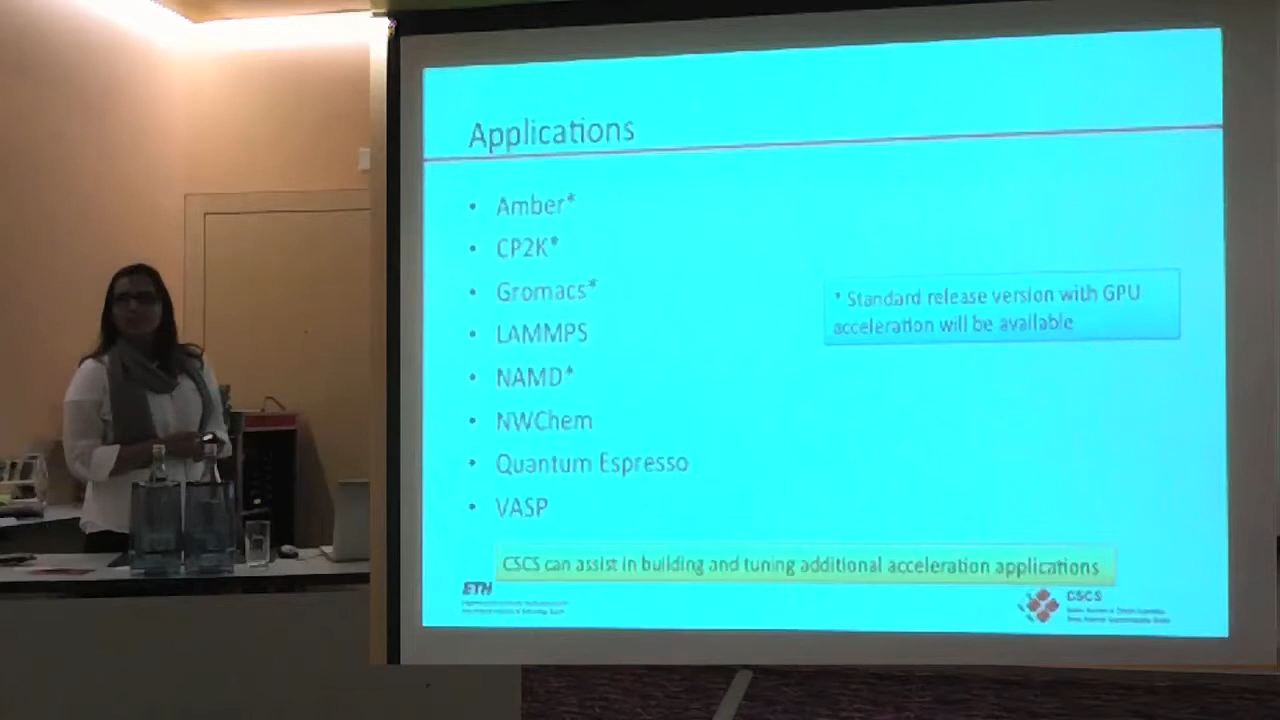 Applications
• Amber*
• CP2K*
• Gromacs*
• LAMMPS
• NAMD*
• NWChem
• Quantum Espresso
• VASP
* Standard release version with GPU
acceleration will be available
CSCS can assist in building and tuning additional acceleration applications
ETH
CSCS